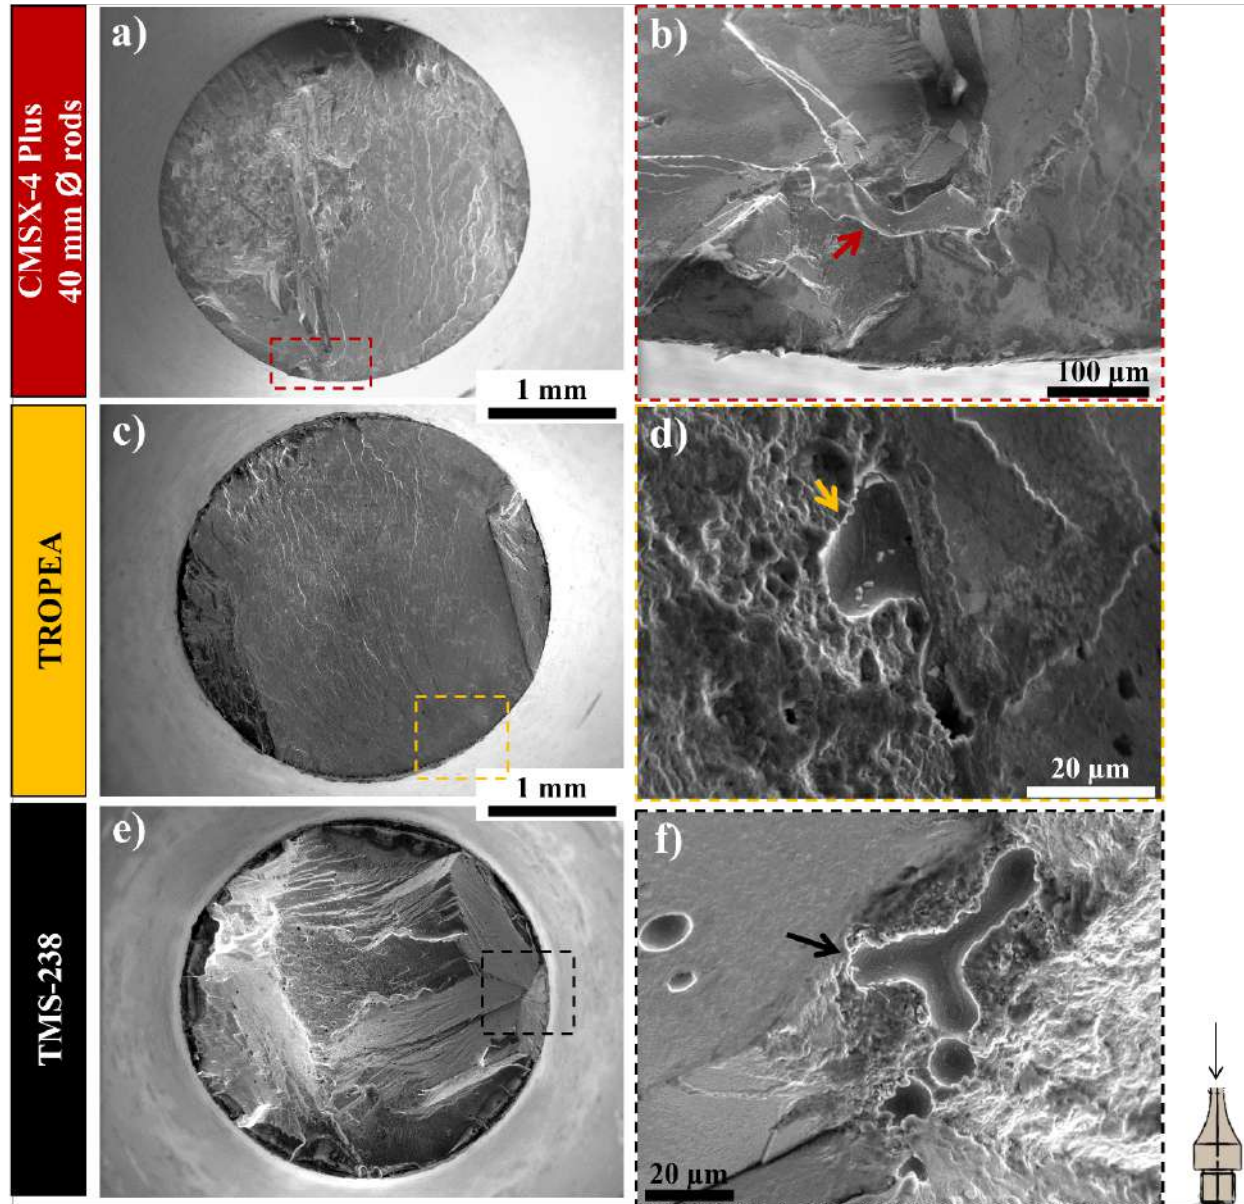 CMSX-4 Plus
40 mm Ø rods
a)
1 mm
b)
100 µm
TROPEA
c)
1 mm
d)
20 µm
TMS-238
e)
f)
20 µm